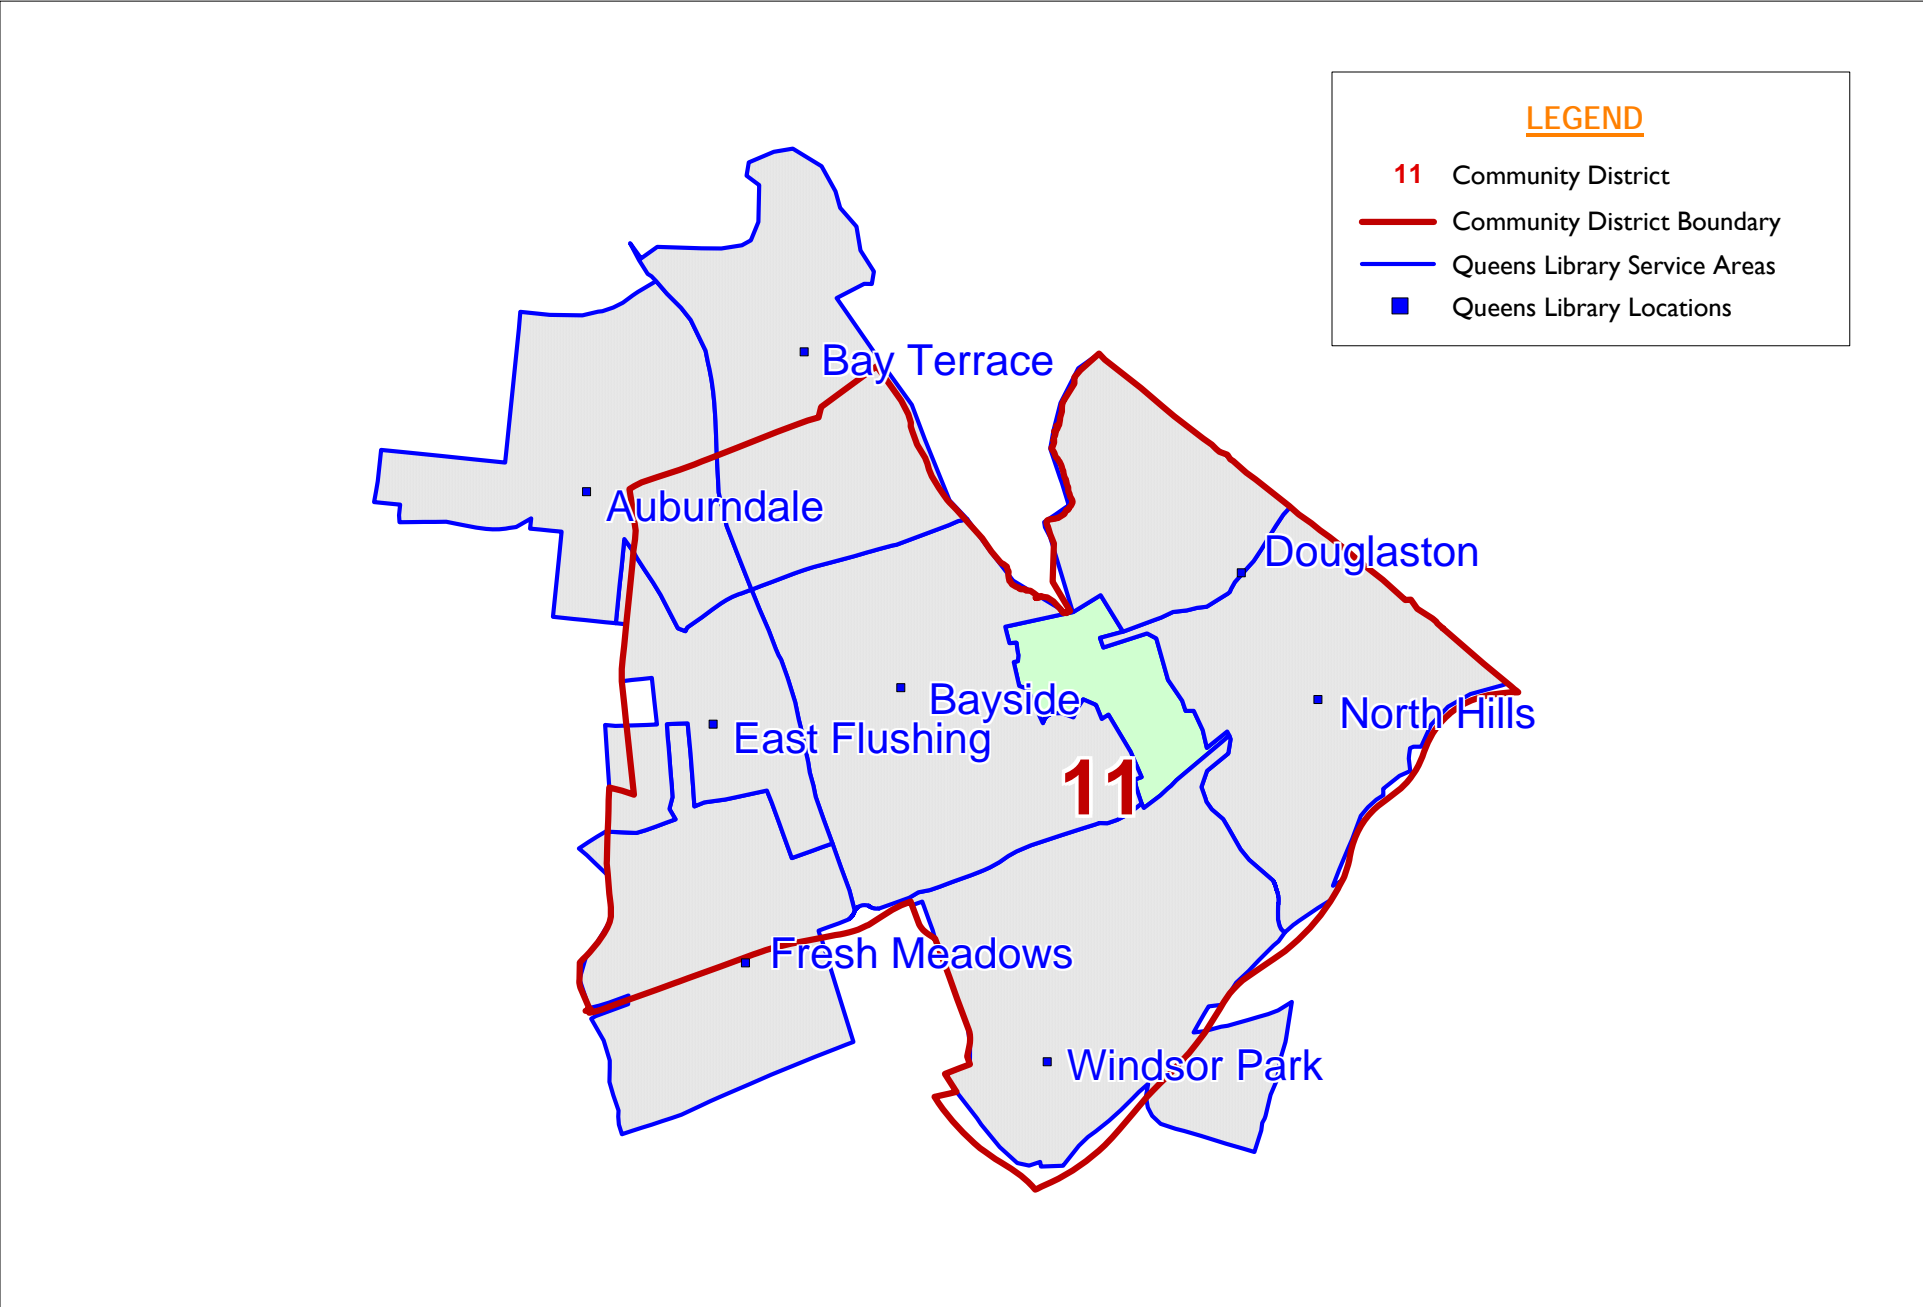 LEGEND
11 Community District
Community District Boundary
Queens Library Service Areas
Queens Library Locations
Bay Terrace
Auburndale
Douglaston
Bayside
North Hills
East Flushing
11
Fresh Meadows
Windsor Park